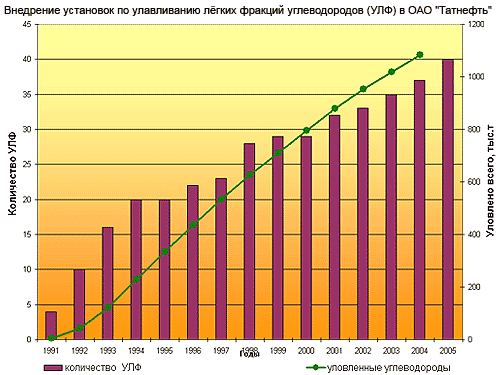 Внедрение установок по улавливанию лёгких фракций углеводородов (УЛФ) в ОАО "Татнефть"
45
40
35
30
25
20
15
10
5
0
Количество УЛФ
1200
1000
800
600
400
200
0
Уловлено всего, тыс.т
1991 1992 1993 1994 1995 1996 1997 1998 1999 2000 2001 2002 2003 2004 2005
Годы
количество УЛФ
уловленные углеводороды